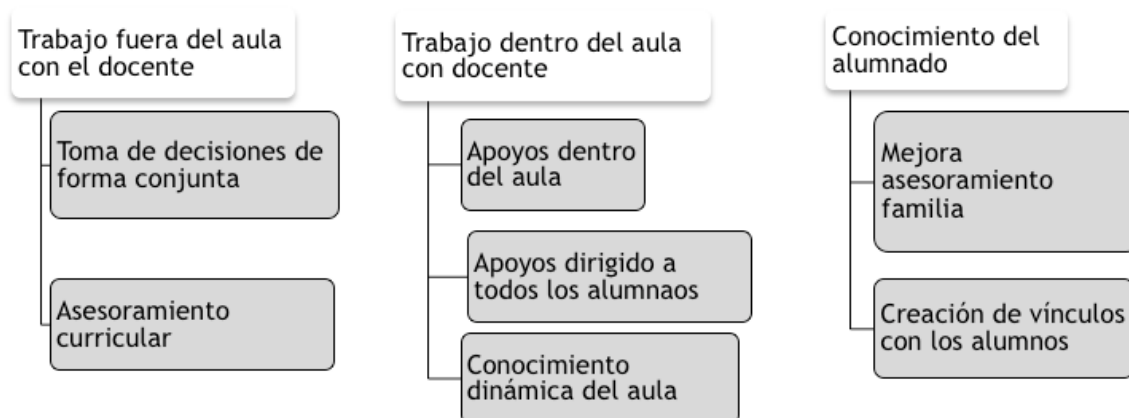 Trabajo fuera del aula
con el docente
Toma de decisiones de
forma conjunta
Asesoramiento
curricular
Trabajo dentro del aula
con docente
Apoyos dentro
del aula
Apoyos dirigido a
todos los alumnaos
Conocimiento
dinámica del aula
Conocimiento del
alumnado
Mejora
asesoramiento
familia
Creación de vínculos
con los alumnos